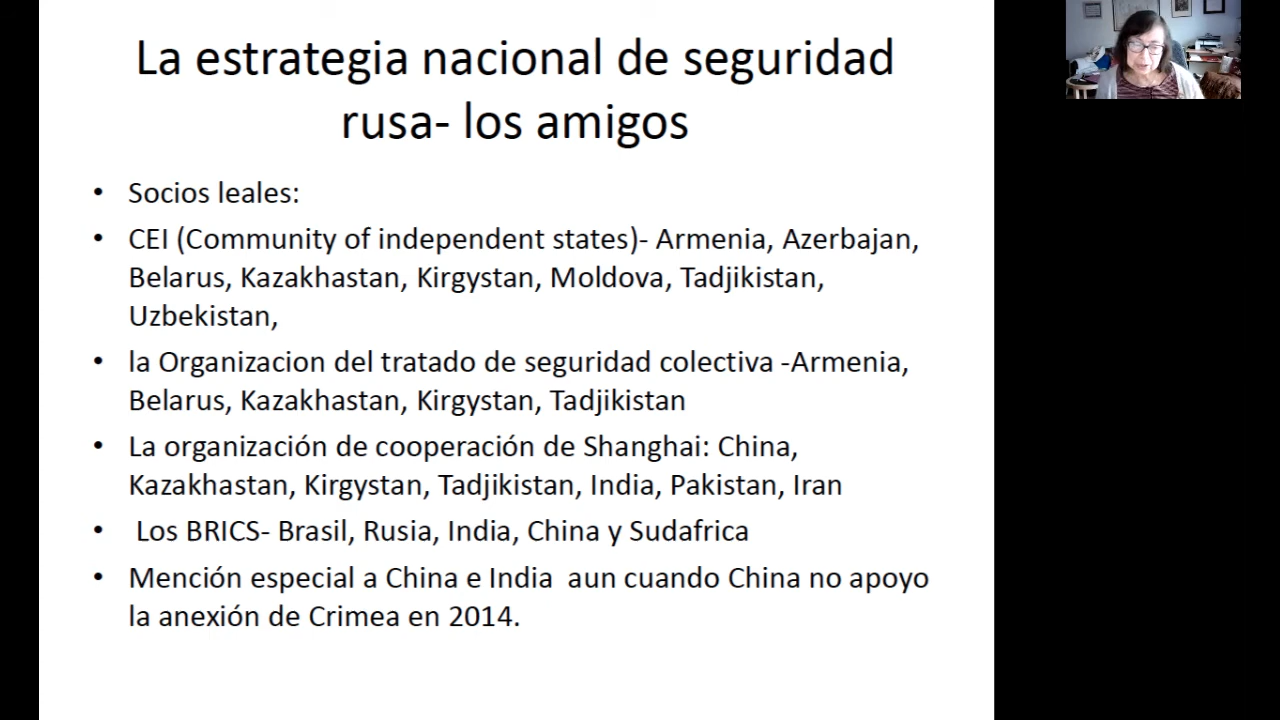 La estrategia nacional de seguridad
rusa- los amigos
• Socios leales:
• CEI (Community of independent states)- Armenia, Azerbajan,
Belarus, Kazakhastan, Kirgystan, Moldova, Tadjikistan,
Uzbekistan,
• la Organizacion del tratado de seguridad colectiva -Armenia,
Belarus, Kazakhastan, Kirgystan, Tadjikistan
• La organización de cooperación de Shanghai: China,
Kazakhastan, Kirgystan, Tadjikistan, India, Pakistan, Iran
• Los BRICS- Brasil, Rusia, India, China y Sudafrica
• Mención especial a China e India aun cuando China no apoyo
la anexión de Crimea en 2014.